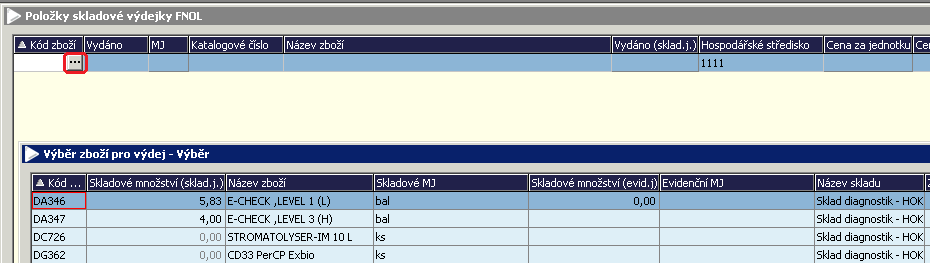 Položky skladové výdejky FNOL
Kód zboží Vydáno MJ Katalogové číslo Název zboží Vydáno (sklad.j.) Hospodářské středisko Cena za jednotku Cen
... 1111
Výběr zboží pro výdej - Výběr
Kód ... Skladové množství (sklad.j.) Název zboží Skladové MJ Skladové množství (evid.j) Evidenční MJ Název skladu
DA346 5,83 E-CHECK ,LEVEL 1 (L) bal 0,00 Sklad diagnostik - HOK
DA347 4,00 E-CHECK ,LEVEL 3 (H) bal Sklad diagnostik - HOK
DC726 0,00 STROMATOLYSER-IM 10 L ks Sklad diagnostik - HOK
DG362 0,00 CD33 PerCP Exbio ks Sklad diagnostik - HOK